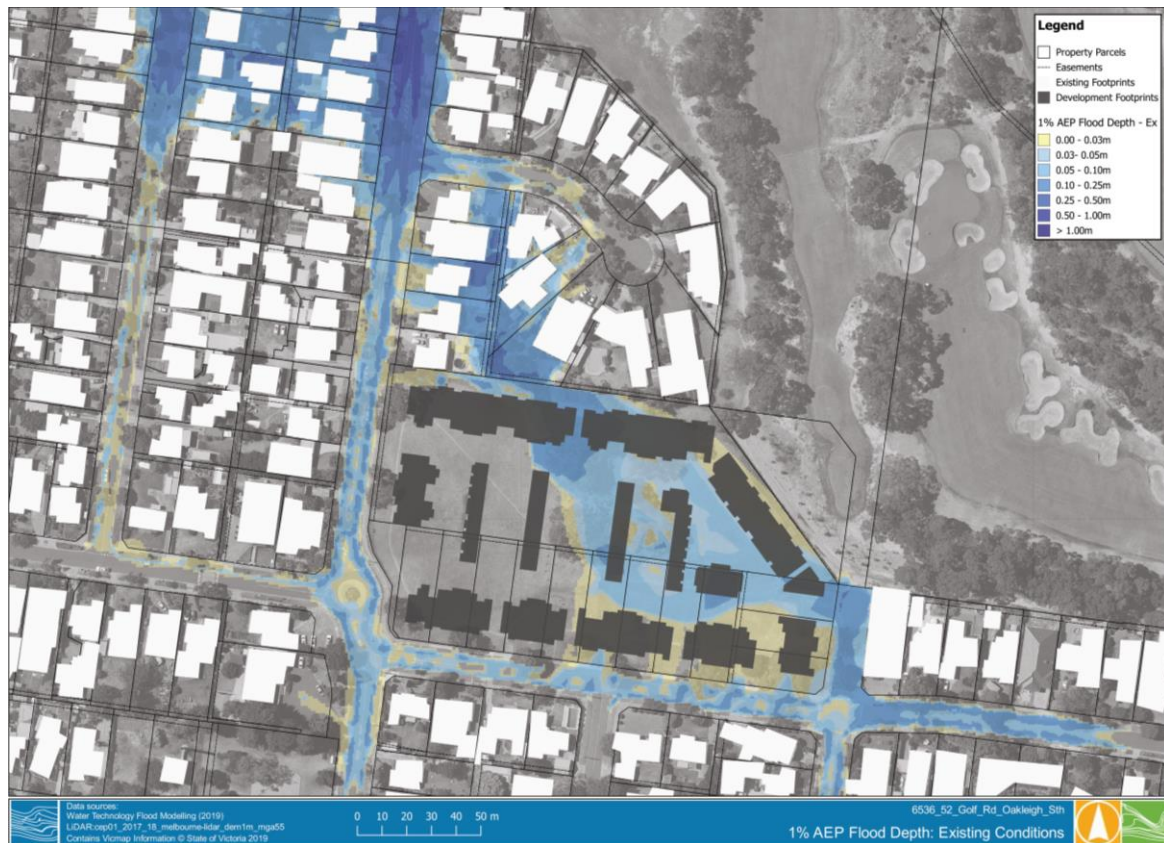 Legend
Property Parcels
Easements
Existing Footprints
Development Footprints
1% AEP Flood Depth - Ex
0.00 - 0.03m
0.03- 0.05m
0.05 - 0.10m
0.10 - 0.25m
0.25 - 0.50m
0.50 - 1.00m
> 1.00m
Data sources:
Water Technology Flood Modelling (2019)
LiDAR:cep01_2017_18_melbourne-lidar_dem1m_mga55
Contains Vicmap Information © State of Victoria 2019
0 10 20 30 40 50 m
6536_52_Golf_Rd_Oakleigh_Sth
1% AEP Flood Depth: Existing Conditions